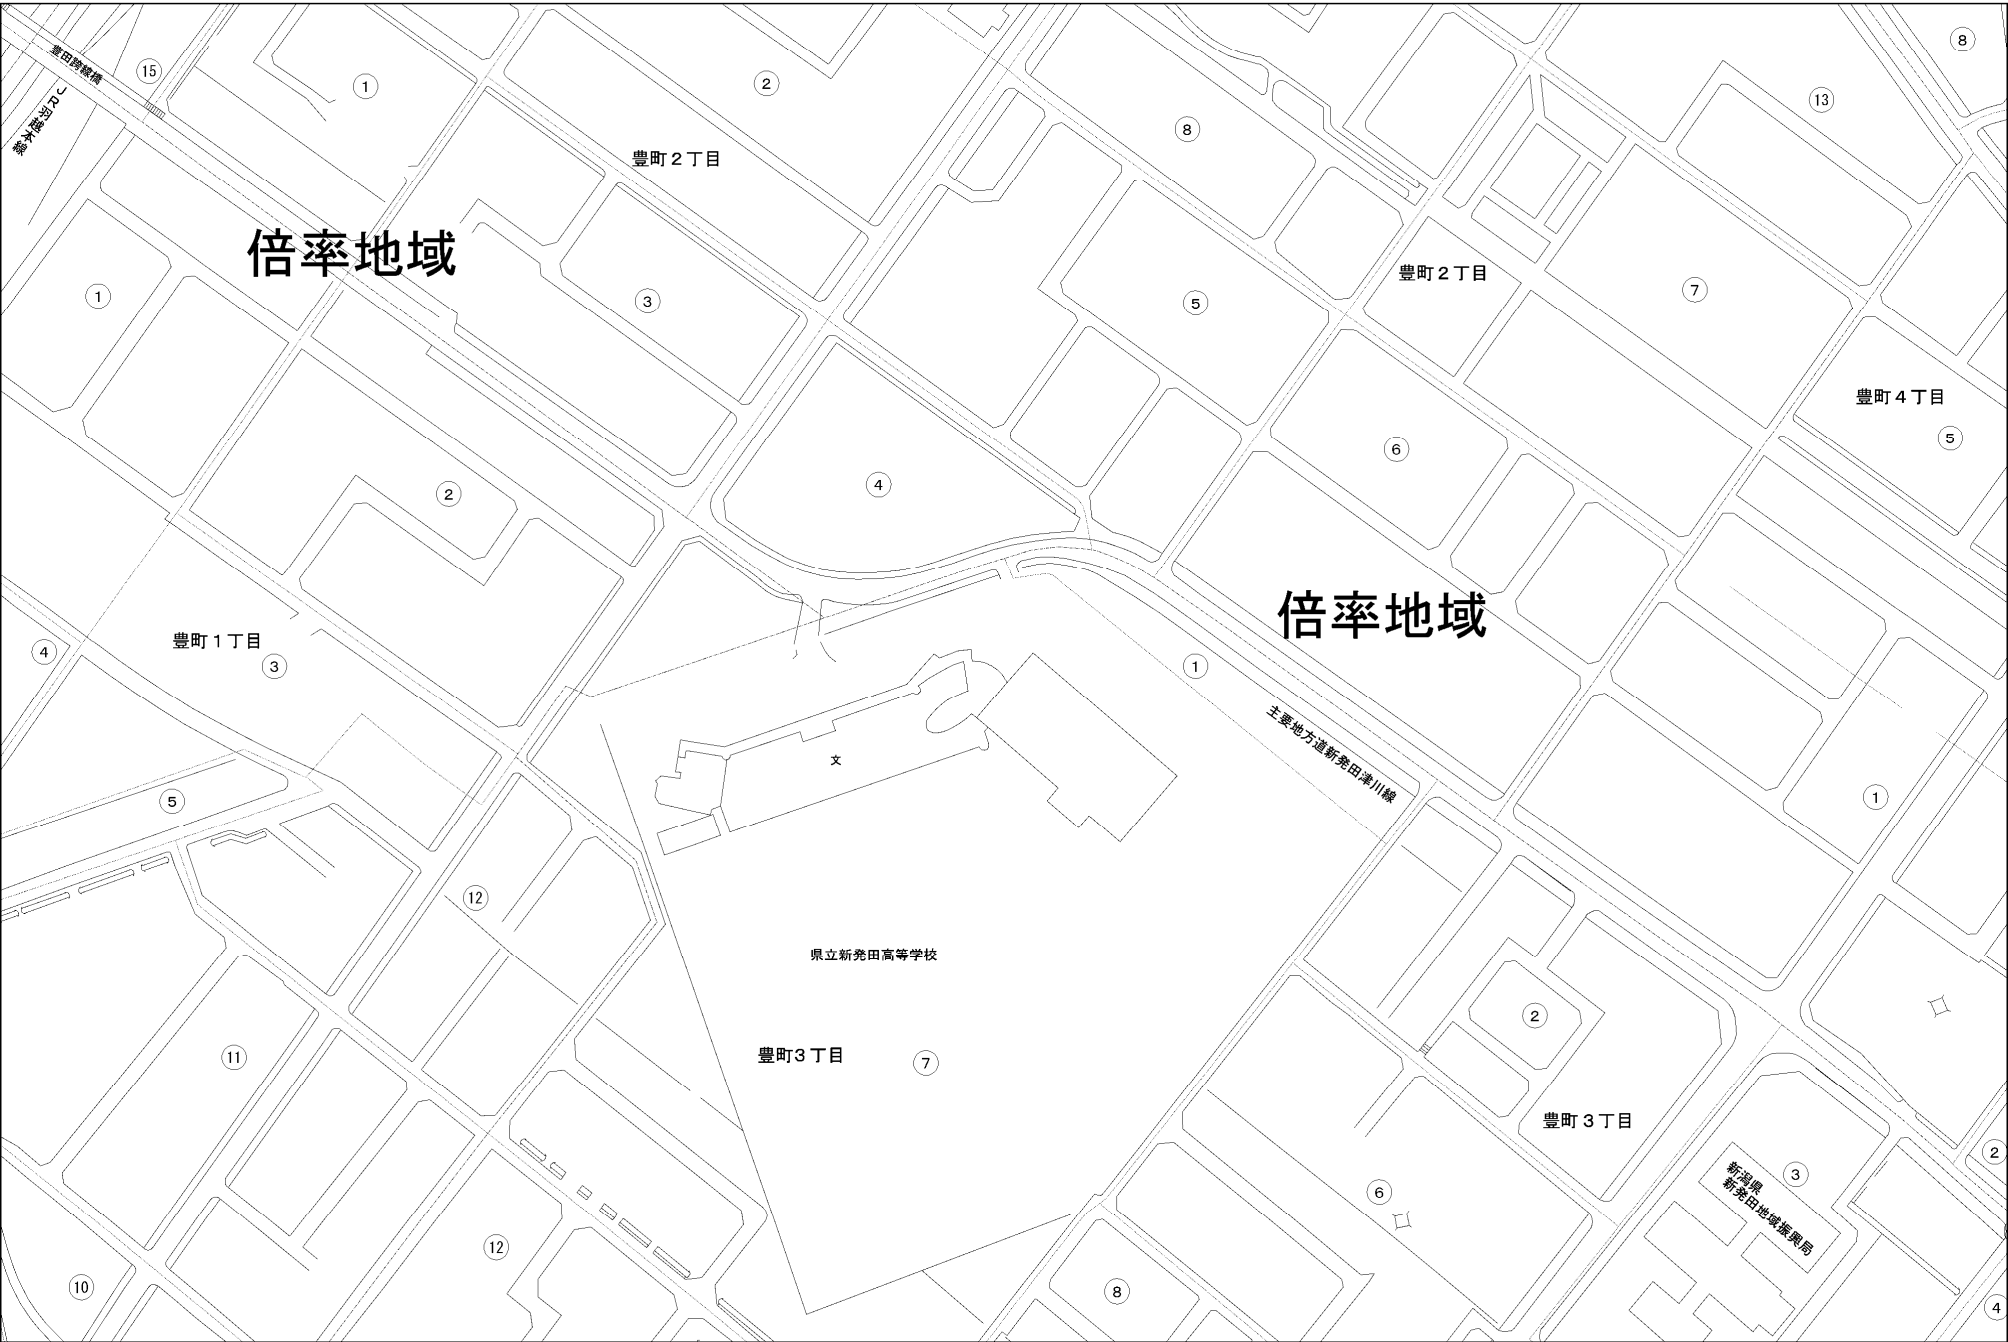 8
豊田跨線橋
15
1
2
13
JR羽越本線
8
豊町2丁目
倍率地域
豊町2丁目
1
3
5
7
豊町4丁目
5
6
4
2
倍率地域
豊町1丁目
4
3
1
主要地方道新発田津川線
文
5
1
12
県立新発田高等学校
2
11
豊町3丁目
7
豊町3丁目
2
3
新潟県
新発田地域振興局
6
12
10
8
4